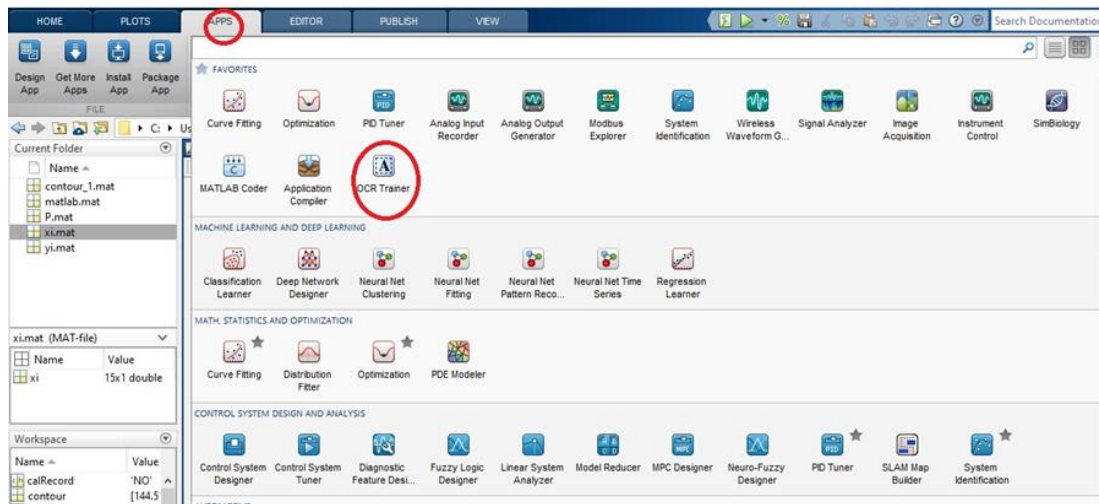 HOME PLOTS APPS EDITOR PUBLISH VIEW
Search Documentation
Design App
Get More Apps
Install App
Package App
FILE
C: ▸ Us
Current Folder
Name
contour_1.mat
matlab.mat
P.mat
xi.mat
yi.mat
xi.mat (MAT-file)
Name Value
xi 15x1 double
Workspace
Name Value
calRecord 'NO'
contour [144.5
FAVORITES
Curve Fitting
Optimization
PID Tuner
Analog Input Recorder
Analog Output Generator
Modbus Explorer
System Identification
Wireless Waveform G...
Signal Analyzer
Image Acquisition
Instrument Control
SimBiology
MATLAB Coder
Application Compiler
OCR Trainer
MACHINE LEARNING AND DEEP LEARNING
Classification Learner
Deep Network Designer
Neural Net Clustering
Neural Net Fitting
Neural Net Pattern Reco...
Neural Net Time Series
Regression Learner
MATH, STATISTICS AND OPTIMIZATION
Curve Fitting
Distribution Fitter
Optimization
PDE Modeler
CONTROL SYSTEM DESIGN AND ANALYSIS
Control System Designer
Control System Tuner
Diagnostic Feature Desi...
Fuzzy Logic Designer
Linear System Analyzer
Model Reducer
MPC Designer
Neuro-Fuzzy Designer
PID Tuner
SLAM Map Builder
System Identification